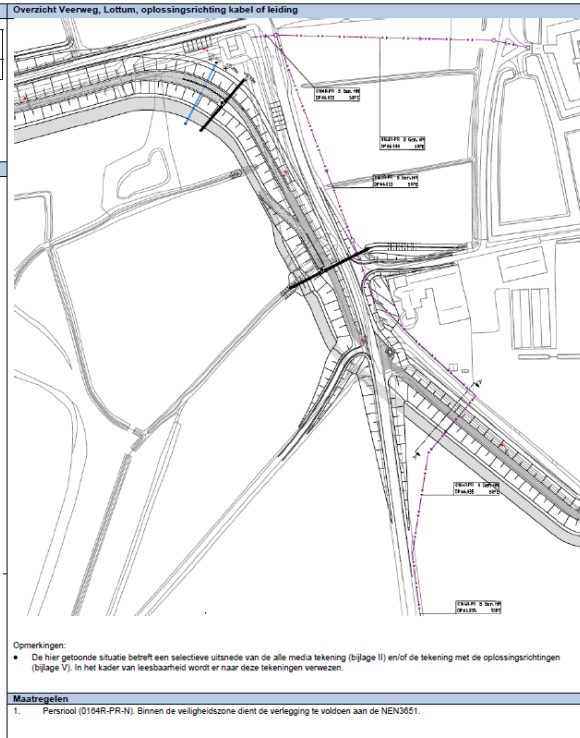 Overzicht Veerweg, Lottum, oplossingsrichting kabel of leiding
Opmerkingen:
• De hier getoonde situatie betreft een selectieve uitsnede van de alle media tekening (bijlage II) en/of de tekening met de oplossingsrichtingen
(bijlage V). In het kader van leesbaarheid wordt er naar deze tekeningen verwezen.
Maatregelen
1. Persriool (0164R-PR-N). Binnen de veiligheidszone dient de verlegging te voldoen aan de NEN3651.